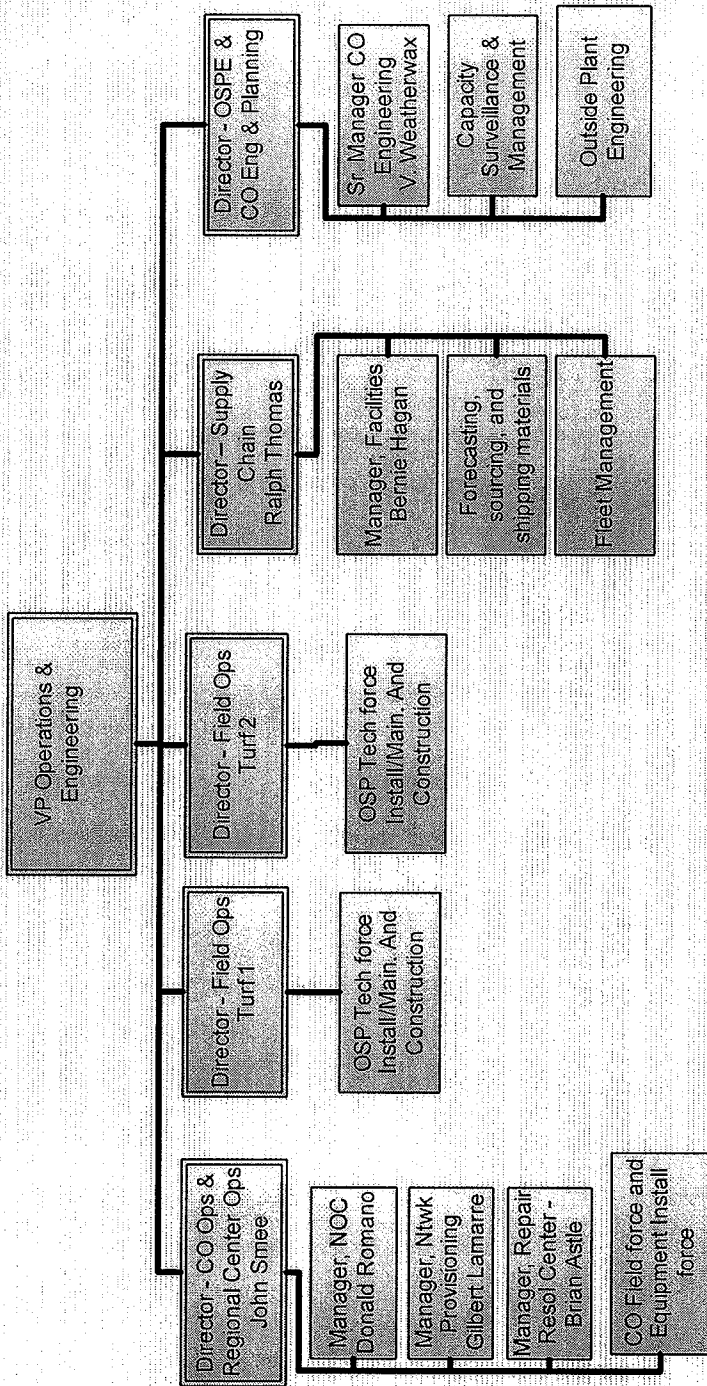 VP Operations &
Engineering
Director - CO Ops &
Regional Center Ops
John Smee
Manager, NOC
Donald Romano
Manager, Ntwk
Provisioning
Gilbert Lamarre
Manager, Repair
Resol Center -
Brian Astle
CO Field force and
Equipment Install
force
Director - Field Ops
Turf 1
OSP Tech force
Install/Main. And
Construction
Director - Field Ops
Turf2
OSP Tech force
Install/Main. And
Construction
Director – Supply
Chain
Ralph Thomas
Manager, Facilities
Bernie Hagan
Forecasting,
sourcing, and
shipping materials
Fleet Management
Director - OSPE &
CO Eng & Planning
Sr. Manager CO
Engineering
V. Weatherwax
Capacity
Surveillance &
Management
Outside Plant
Engineering